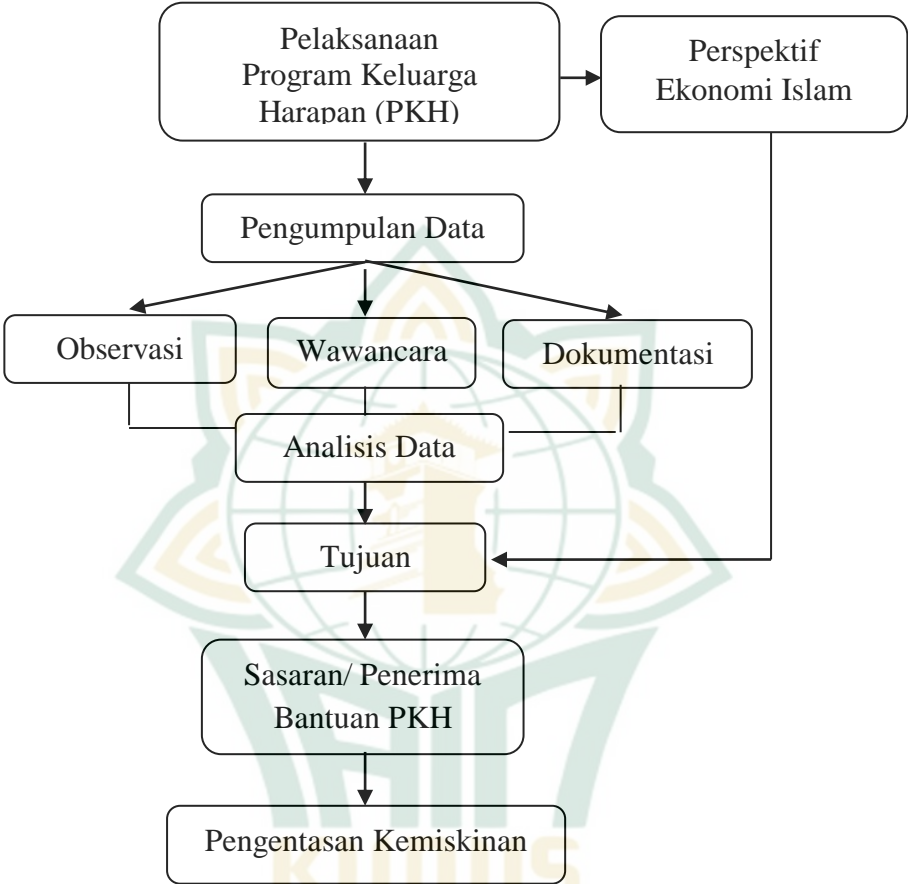 Pelaksanaan
Program Keluarga
Harapan (PKH)
Perspektif
Ekonomi Islam
Pengumpulan Data
Observasi
Wawancara
Dokumentasi
Analisis Data
Tujuan
Sasaran/ Penerima
Bantuan PKH
Pengentasan Kemiskinan